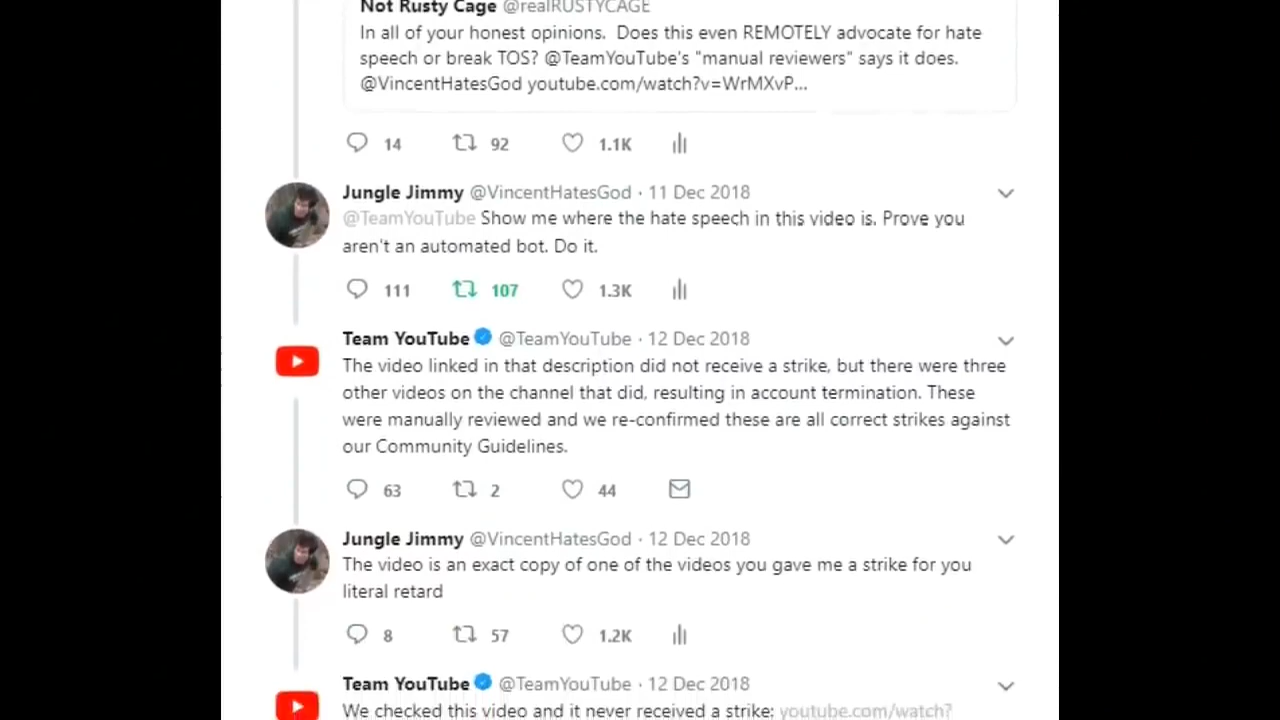 Not Rusty Cage @realRUSTYCAGE
In all of your honest opinions. Does this even REMOTELY advocate for hate
speech or break TOS? @TeamYouTube's "manual reviewers" says it does.
@VincentHatesGod youtube.com/watch?v=WrMXvP...
14 92 1.1K
Jungle Jimmy @VincentHatesGod · 11 Dec 2018
@TeamYouTube Show me where the hate speech in this video is. Prove you
aren't an automated bot. Do it.
111 107 1.3K
Team YouTube @TeamYouTube · 12 Dec 2018
The video linked in that description did not receive a strike, but there were three
other videos on the channel that did, resulting in account termination. These
were manually reviewed and we re-confirmed these are all correct strikes against
our Community Guidelines.
63 2 44
Jungle Jimmy @VincentHatesGod · 12 Dec 2018
The video is an exact copy of one of the videos you gave me a strike for you
literal retard
8 57 1.2K
Team YouTube @TeamYouTube · 12 Dec 2018
We checked this video and it never received a strike: youtube.com/watch?